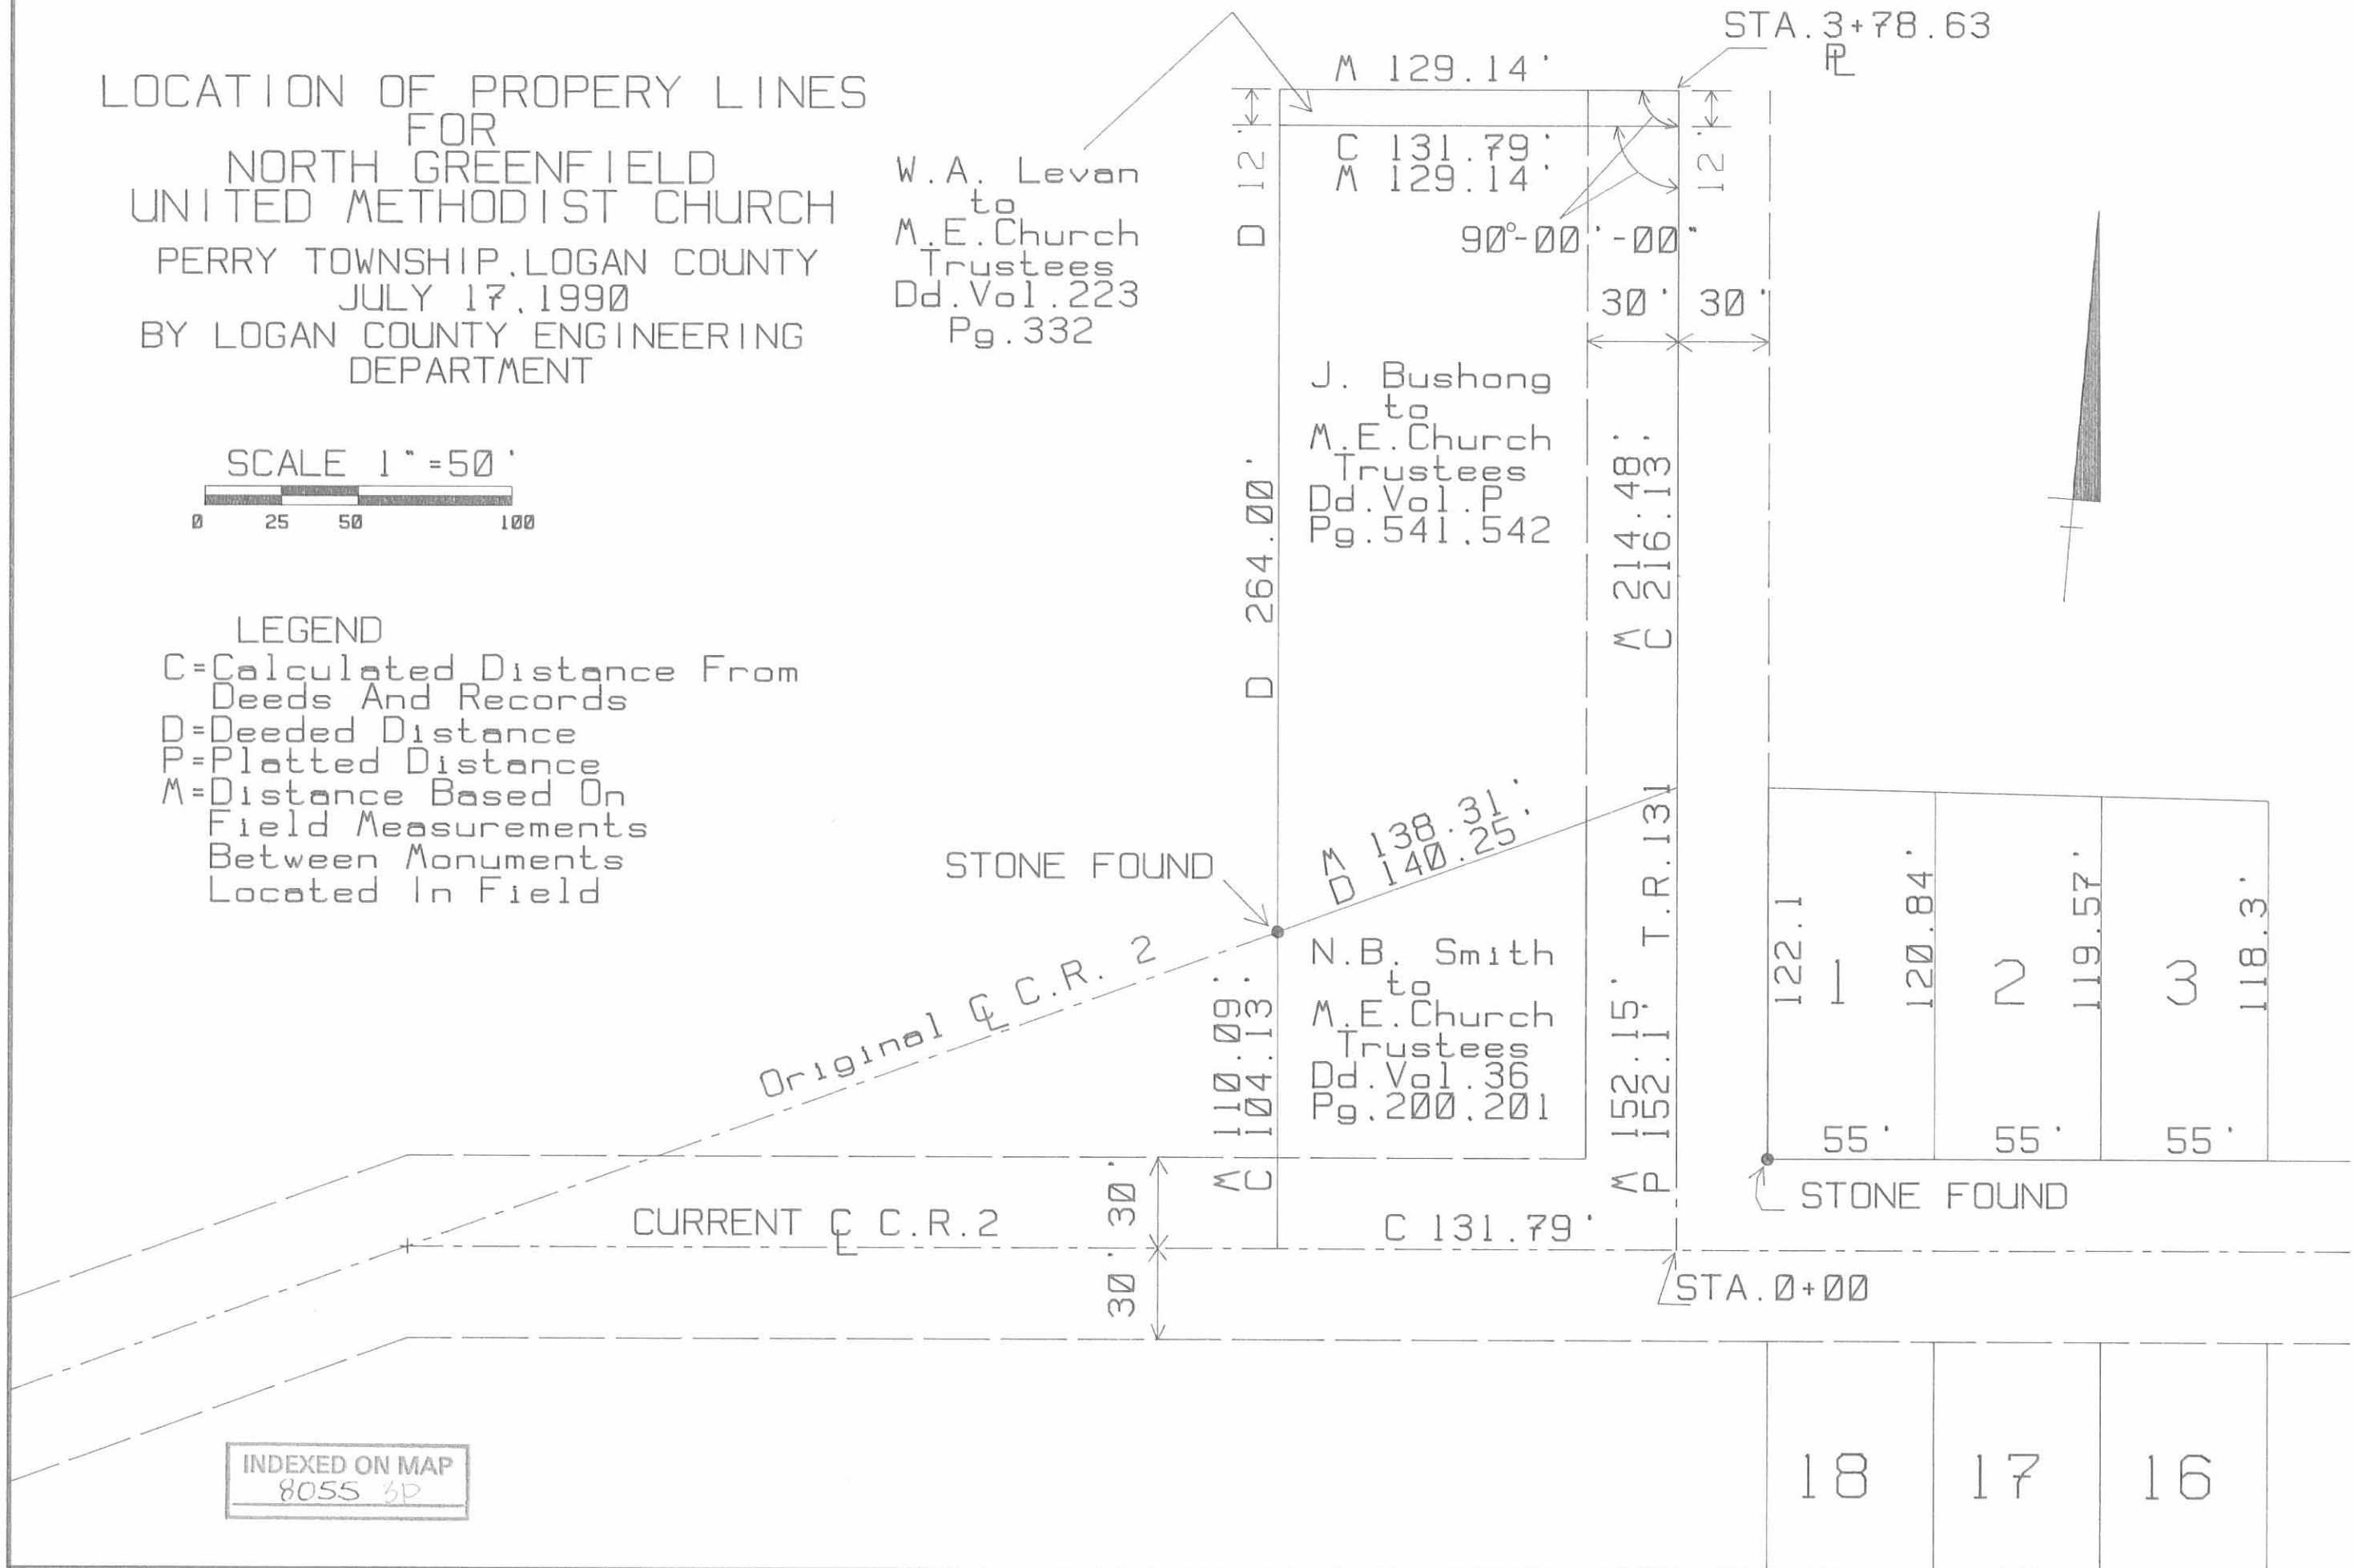 LOCATION OF PROPERY LINES
FOR
NORTH GREENFIELD
UNITED METHODIST CHURCH
PERRY TOWNSHIP, LOGAN COUNTY
JULY 17, 1990
BY LOGAN COUNTY ENGINEERING
DEPARTMENT
SCALE 1"=50'
0 25 50 100
LEGEND
C=Calculated Distance From
Deeds And Records
D=Deeded Distance
P=Platted Distance
M=Distance Based On
Field Measurements
Between Monuments
Located In Field
W.A. Levan
to
M.E.Church
Trustees
Dd.Vol.223
Pg.332
STA.3+78.63
PL
M 129.14'
C 131.79'
M 129.14'
D 12'
12'
90°-00'-00"
30' 30'
J. Bushong
to
M.E.Church
Trustees
Dd.Vol.P
Pg.541,542
D 264.00'
M 214.48'
C 216.13'
M 138.31'
D 140.25'
STONE FOUND
T.R.131
Original CL C.R. 2
N.B. Smith
to
M.E.Church
Trustees
Dd.Vol.36
Pg.200,201
M 110.09'
C 104.13'
M 152.15'
P 152.1'
122.1
120.84'
119.57'
118.3'
1 2 3
55' 55' 55'
STONE FOUND
30'
30'
CURRENT CL C.R.2
C 131.79'
STA.0+00
18 17 16
INDEXED ON MAP
8055 3D